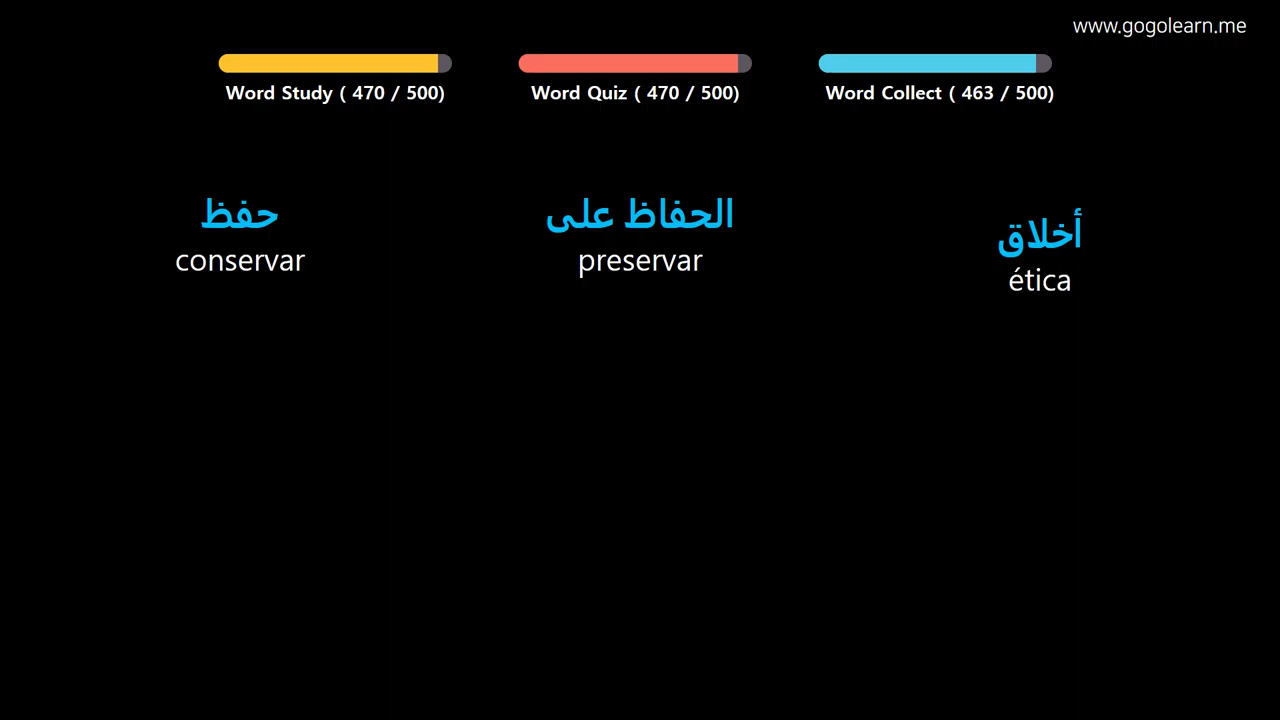 www.gogolearn.me
Word Study ( 470 / 500)
Word Quiz ( 470 / 500)
Word Collect ( 463 / 500)
حفظ
conservar
الحفاظ على
preservar
أخلاق
ética